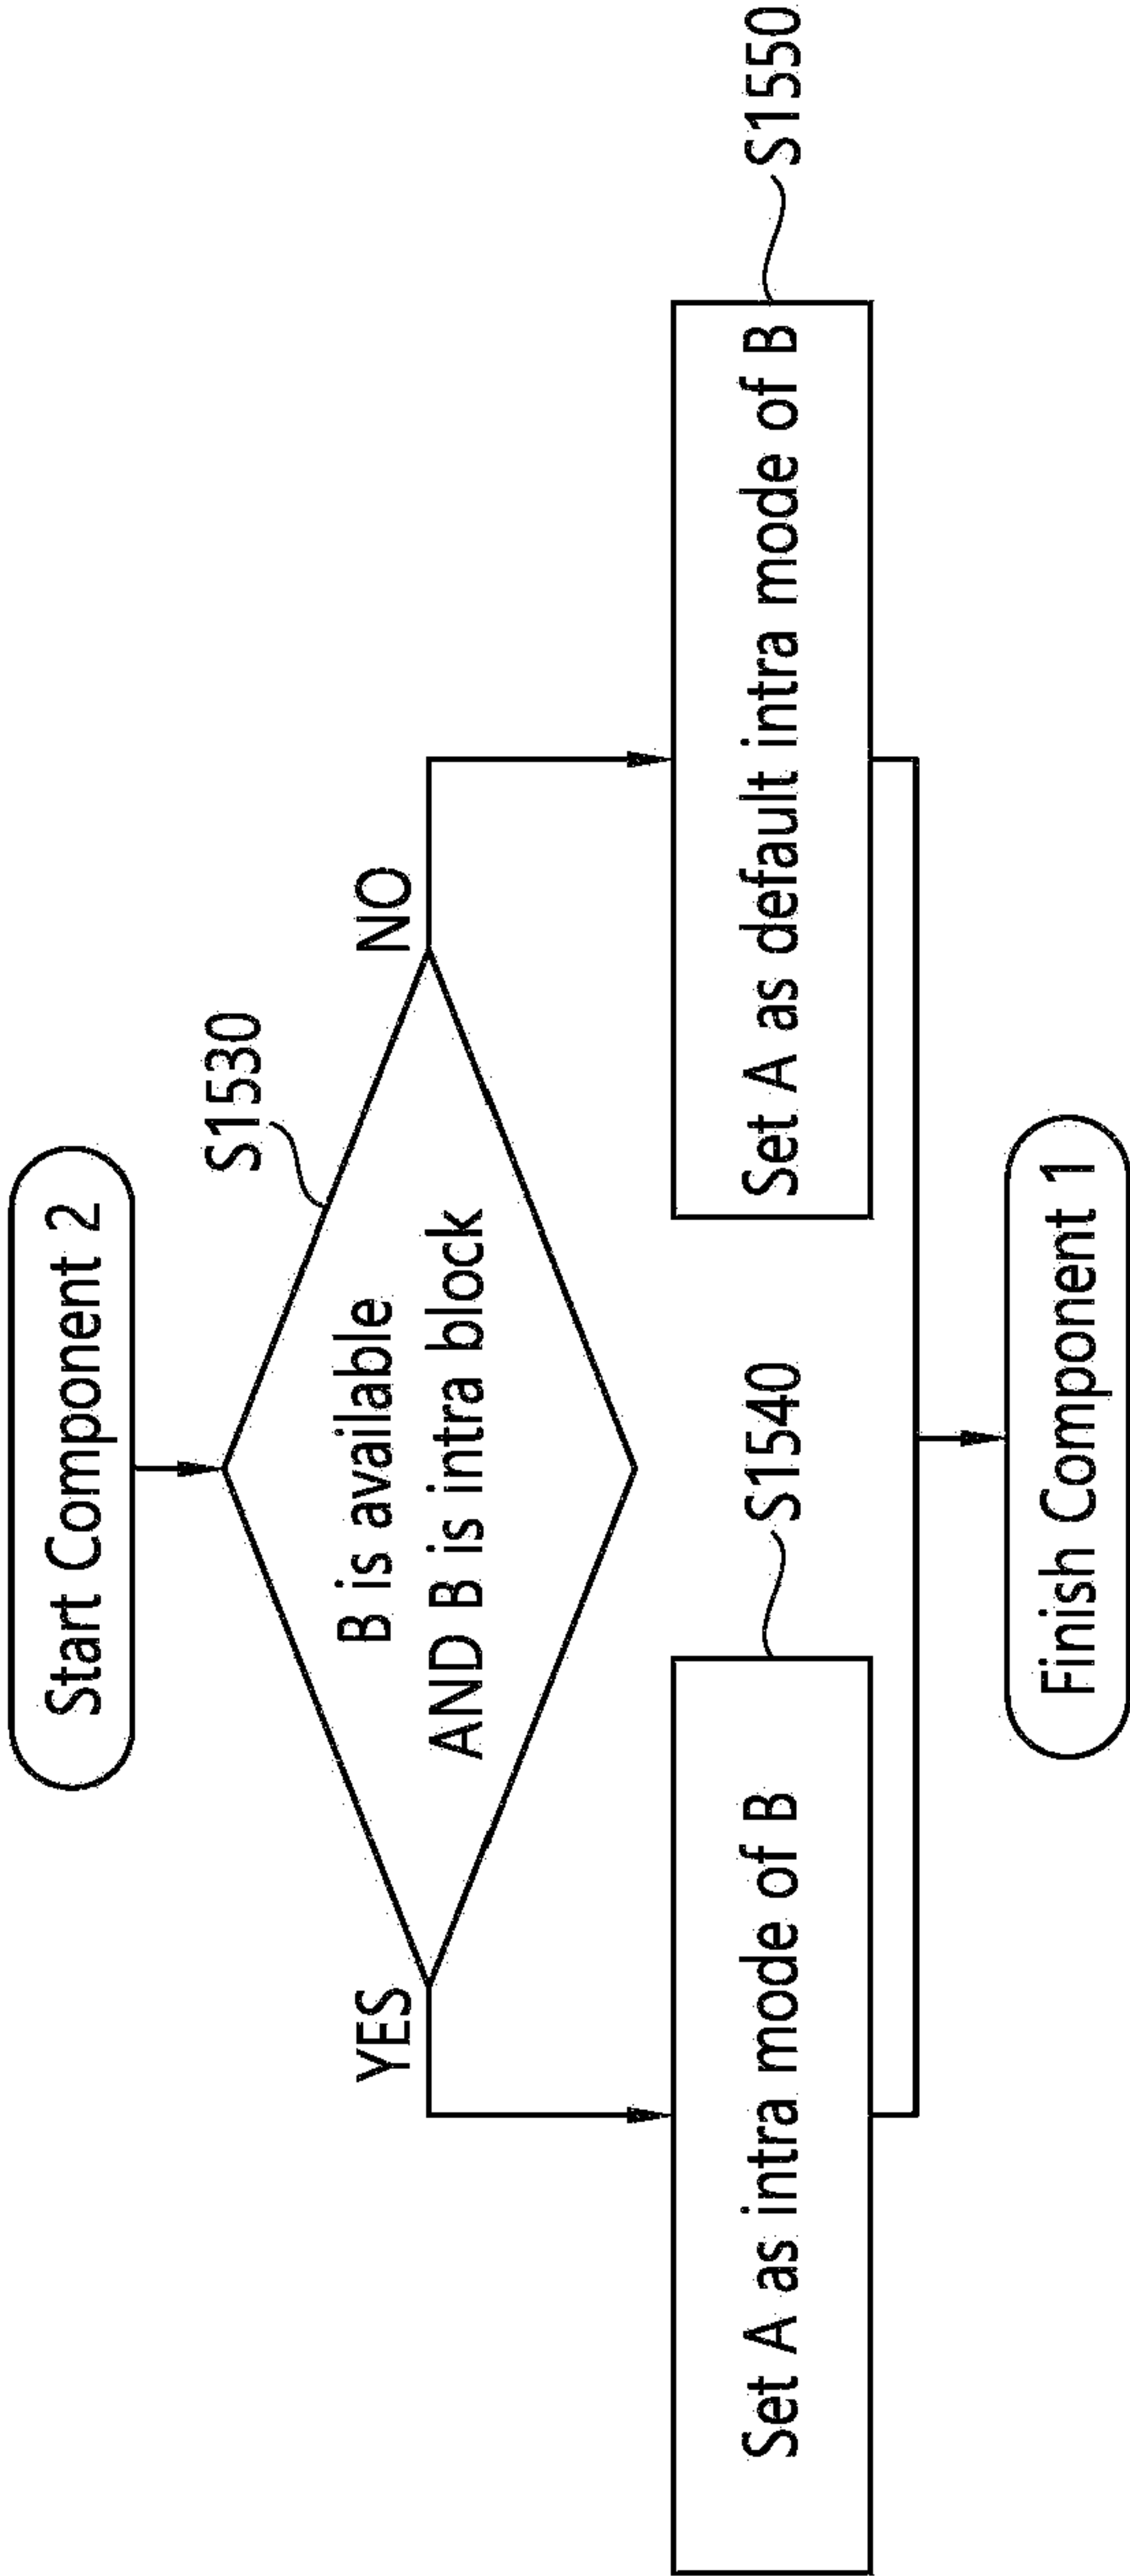 Start Component 2
S1530
B is available
AND B is intra block
YES
NO
S1540
Set A as intra mode of B
S1550
Set A as default intra mode of B
Finish Component 1